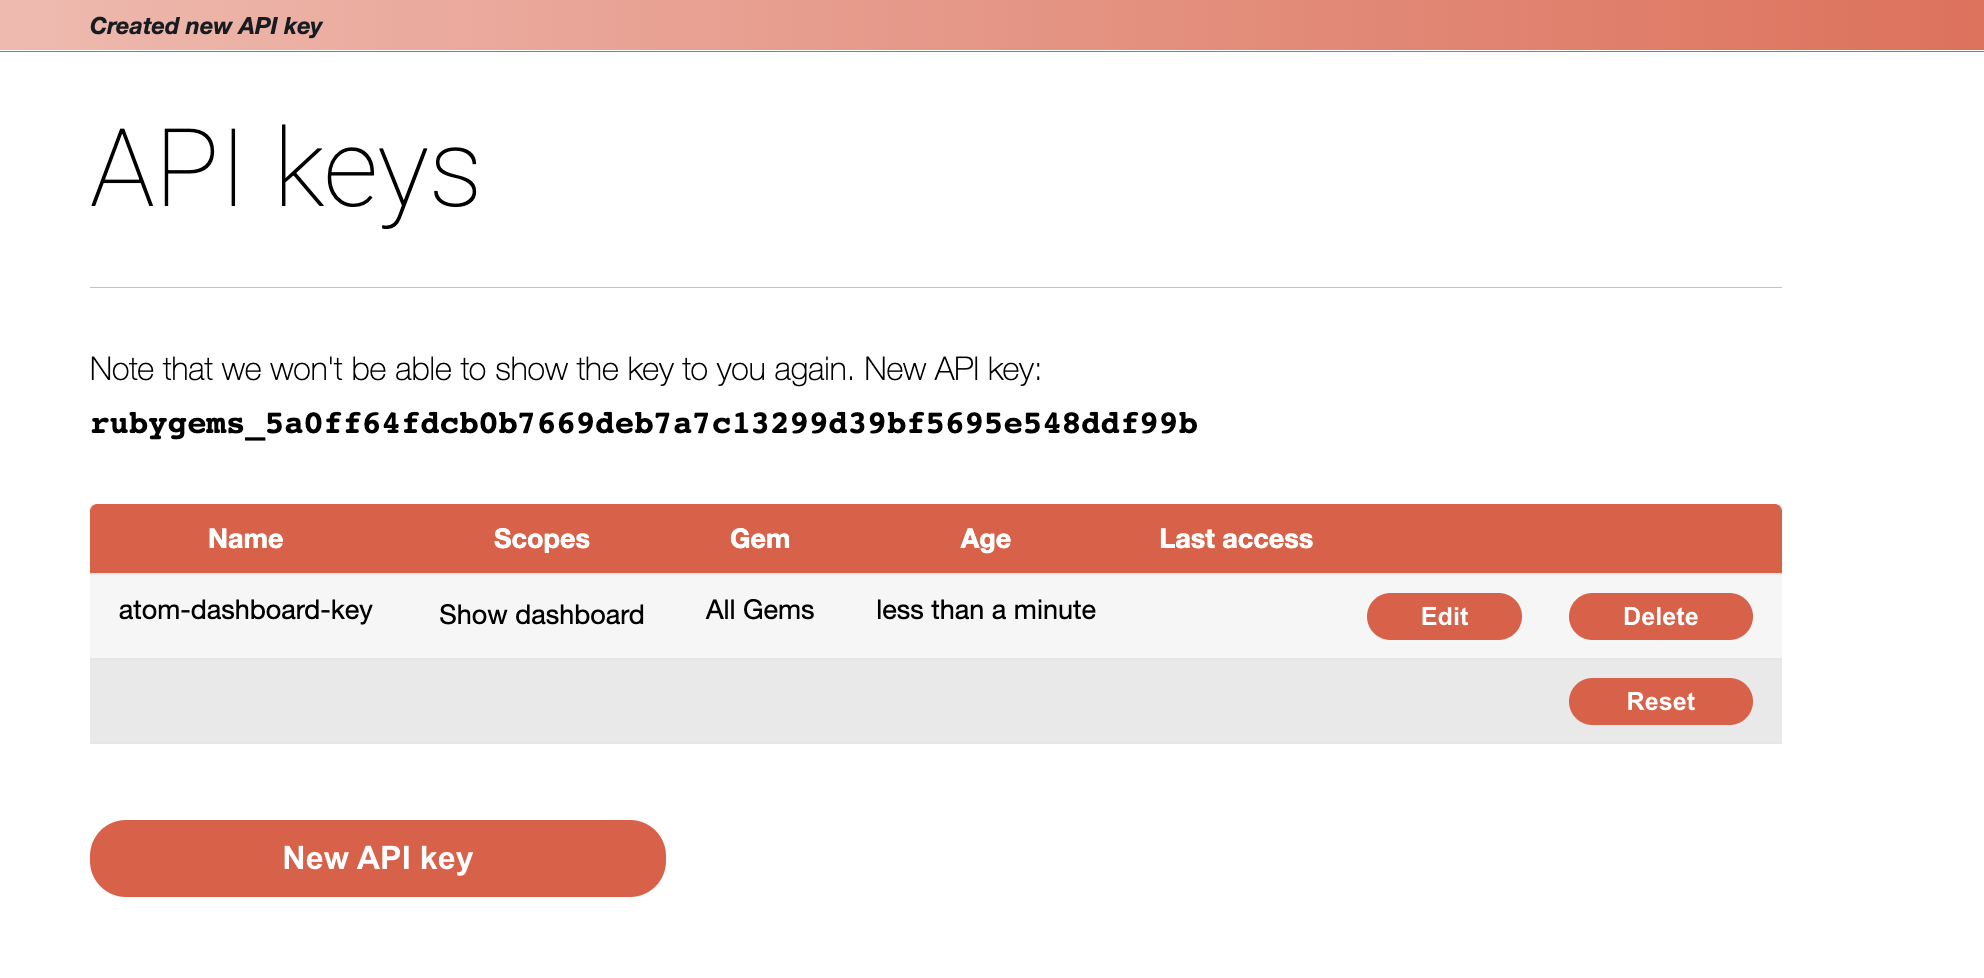 Created new API key
API keys
Note that we won't be able to show the key to you again. New API key:
rubygems_5a0ff64fdcb0b7669deb7a7c13299d39bf5695e548ddf99b
Name Scopes Gem Age Last access
atom-dashboard-key Show dashboard All Gems less than a minute Edit Delete
Reset
New API key